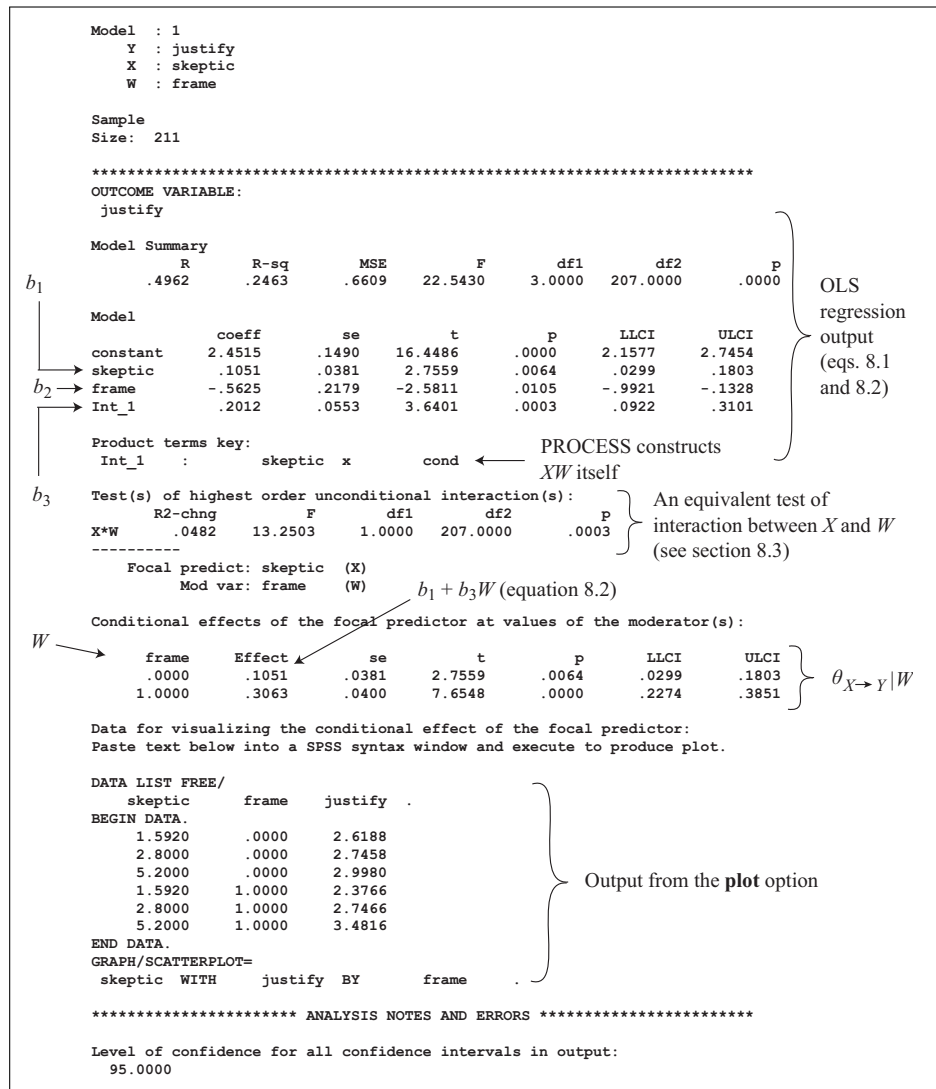 Model : 1
Y : justify
X : skeptic
W : frame
Sample
Size: 211
**************************************************************************
OUTCOME VARIABLE:
justify
Model Summary
R R-sq MSE F df1 df2 p
.4962 .2463 .6609 22.5430 3.0000 207.0000 .0000
b1
Model
coeff se t p LLCI ULCI
constant 2.4515 .1490 16.4486 .0000 2.1577 2.7454
skeptic .1051 .0381 2.7559 .0064 .0299 .1803
b2 frame -.5625 .2179 -2.5811 .0105 -.9921 -.1328
Int_1 .2012 .0553 3.6401 .0003 .0922 .3101
OLS
regression
output
(eqs. 8.1
and 8.2)
Product terms key:
Int_1 : skeptic x cond
PROCESS constructs
XW itself
b3
Test(s) of highest order unconditional interaction(s):
R2-chng F df1 df2 p
X*W .0482 13.2503 1.0000 207.0000 .0003
----------
An equivalent test of
interaction between X and W
(see section 8.3)
Focal predict: skeptic (X)
Mod var: frame (W)
b1 + b3W (equation 8.2)
Conditional effects of the focal predictor at values of the moderator(s):
W
frame Effect se t p LLCI ULCI
.0000 .1051 .0381 2.7559 .0064 .0299 .1803
1.0000 .3063 .0400 7.6548 .0000 .2274 .3851
θX→Y|W
Data for visualizing the conditional effect of the focal predictor:
Paste text below into a SPSS syntax window and execute to produce plot.
DATA LIST FREE/
skeptic frame justify .
BEGIN DATA.
1.5920 .0000 2.6188
2.8000 .0000 2.7458
5.2000 .0000 2.9980
1.5920 1.0000 2.3766
2.8000 1.0000 2.7466
5.2000 1.0000 3.4816
END DATA.
GRAPH/SCATTERPLOT=
skeptic WITH justify BY frame .
Output from the plot option
*********************** ANALYSIS NOTES AND ERRORS ************************
Level of confidence for all confidence intervals in output:
95.0000